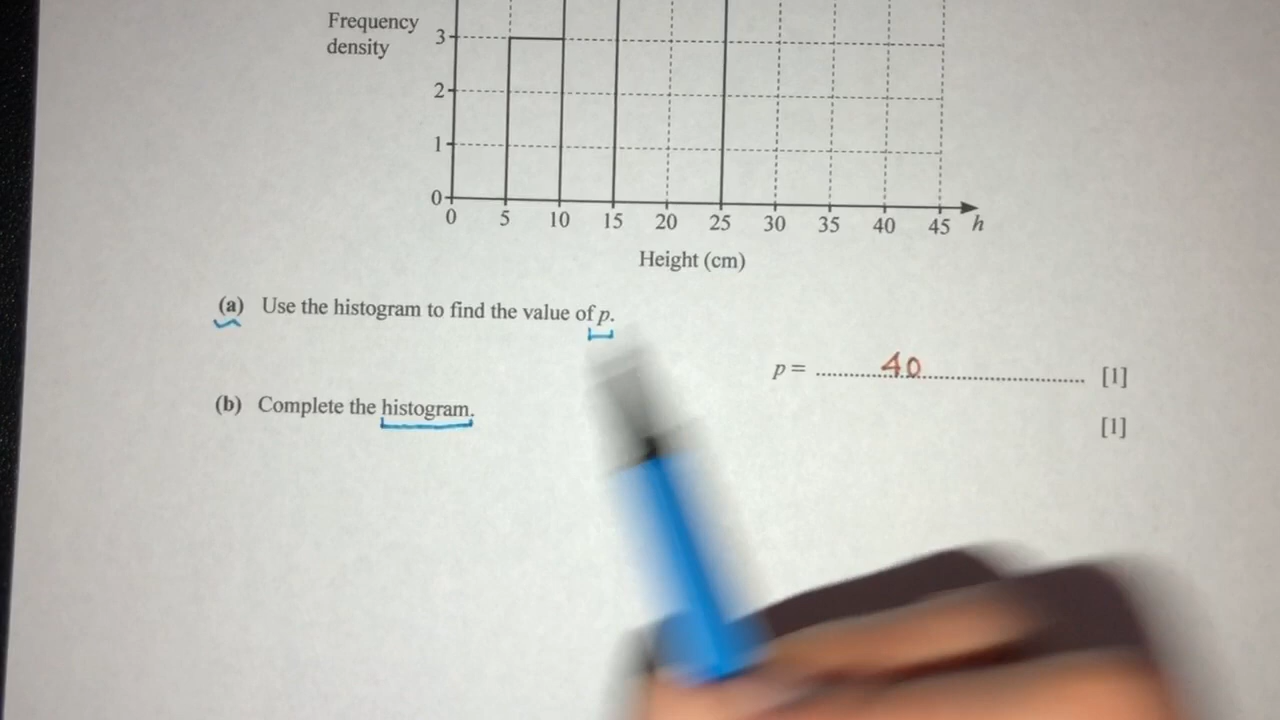 Frequency
density
3
2
1
0
0 5 10 15 20 25 30 35 40 45 h
Height (cm)
(a) Use the histogram to find the value of p.
p = ........40........ [1]
(b) Complete the histogram.
[1]